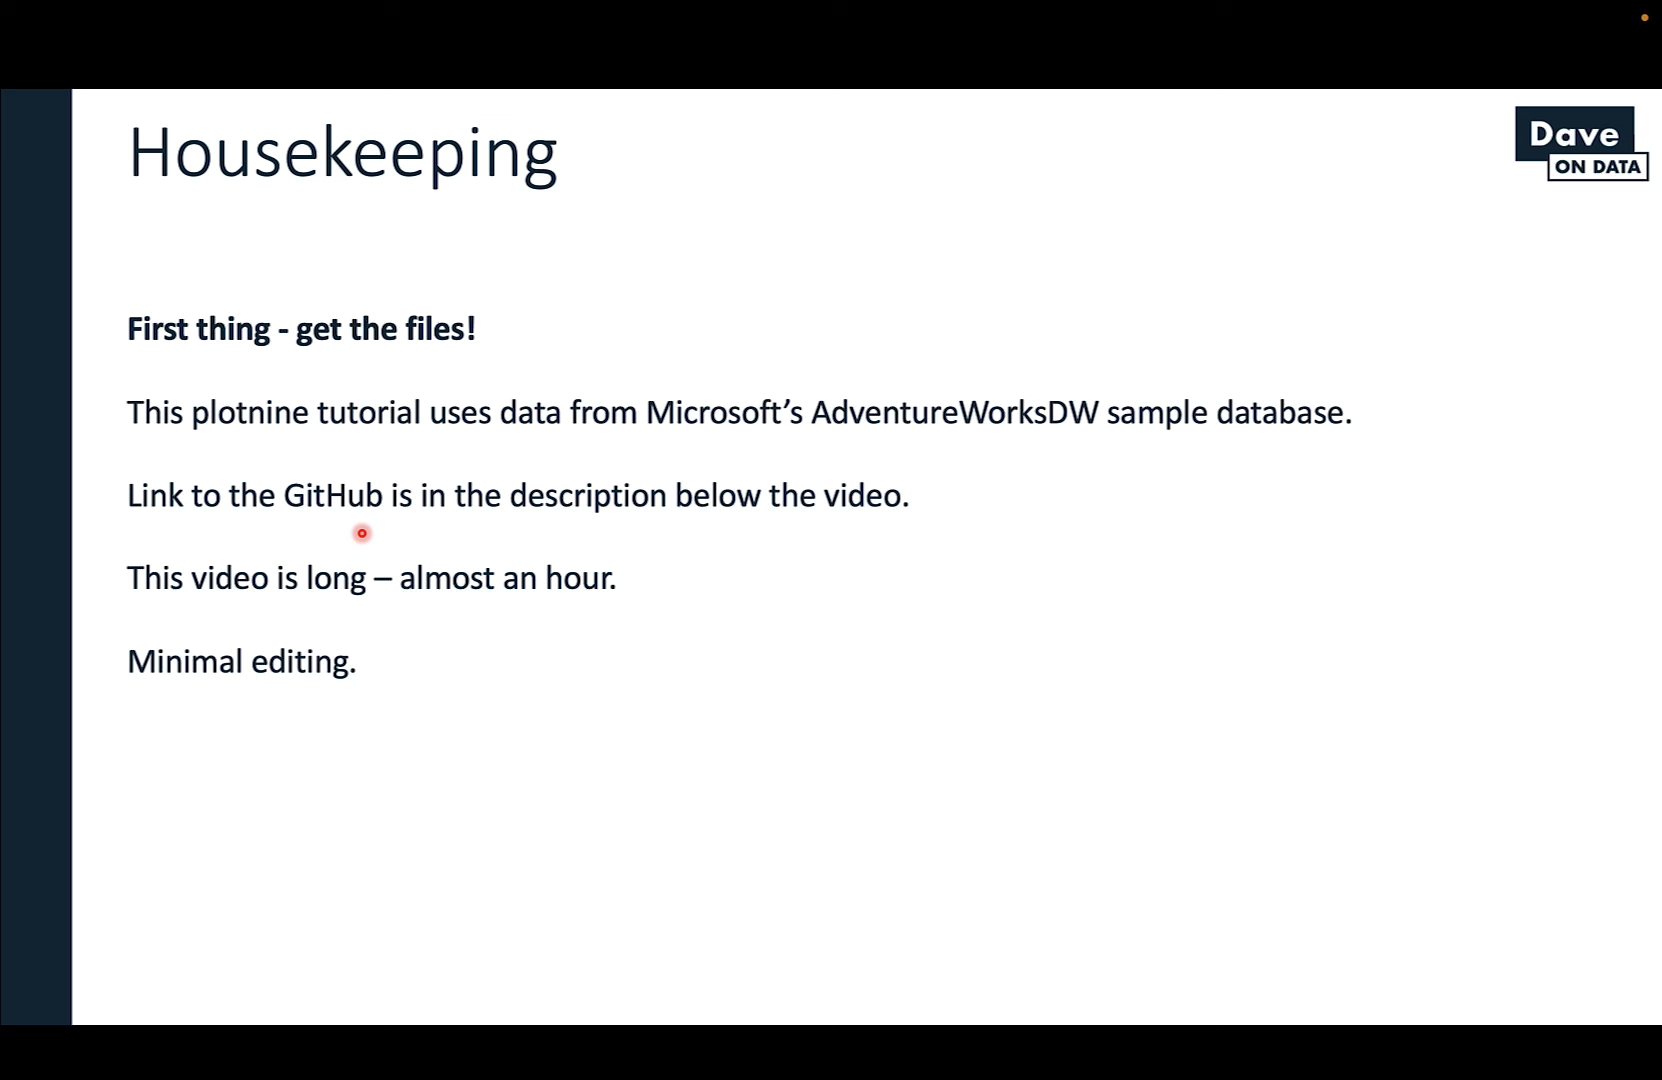 Housekeeping
Dave
ON DATA
First thing - get the files!
This plotnine tutorial uses data from Microsoft’s AdventureWorksDW sample database.
Link to the GitHub is in the description below the video.
This video is long – almost an hour.
Minimal editing.